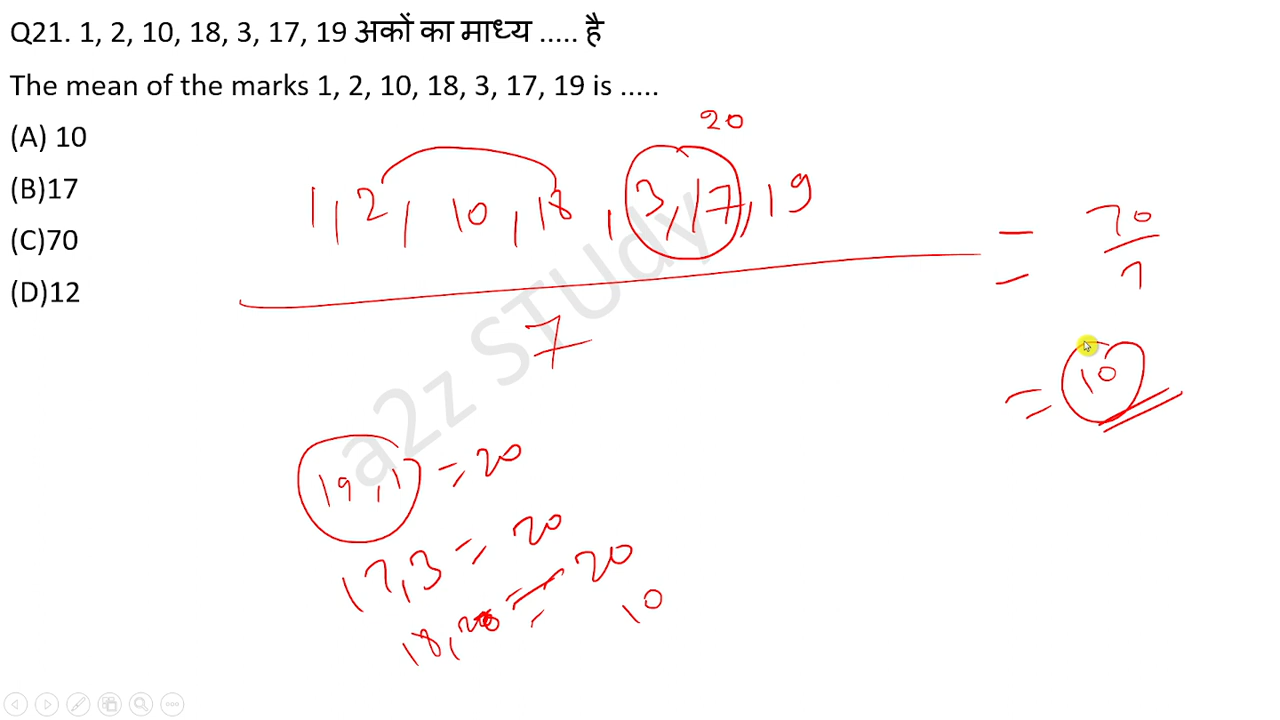 Q21. 1, 2, 10, 18, 3, 17, 19 अकों का माध्य ..... है
The mean of the marks 1, 2, 10, 18, 3, 17, 19 is .....
(A) 10
(B)17
(C)70
(D)12
20
1, 2, 10, 18, 3, 17, 19
7
= 70
7
= 10
a2z STUdy
19, 1 = 20
17, 3 = 20
18, = 20
10